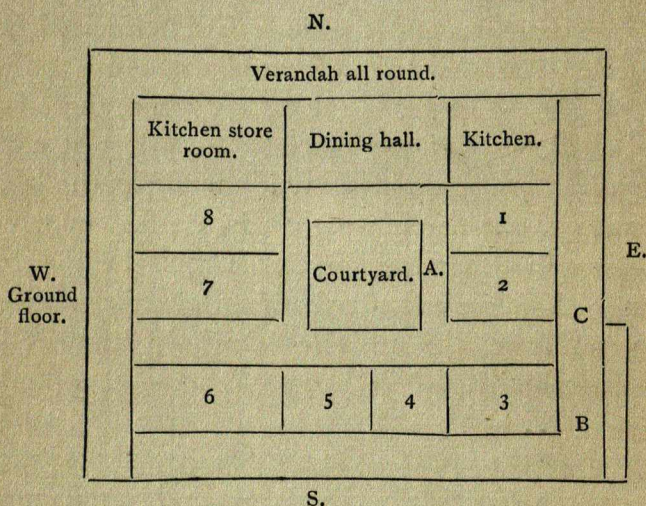 N.
Verandah all round.
Kitchen store
room.
Dining hall.
Kitchen.
8
1
W.
Ground
floor.
7
Courtyard.
A.
2
E.
C
6
5
4
3
B
S.